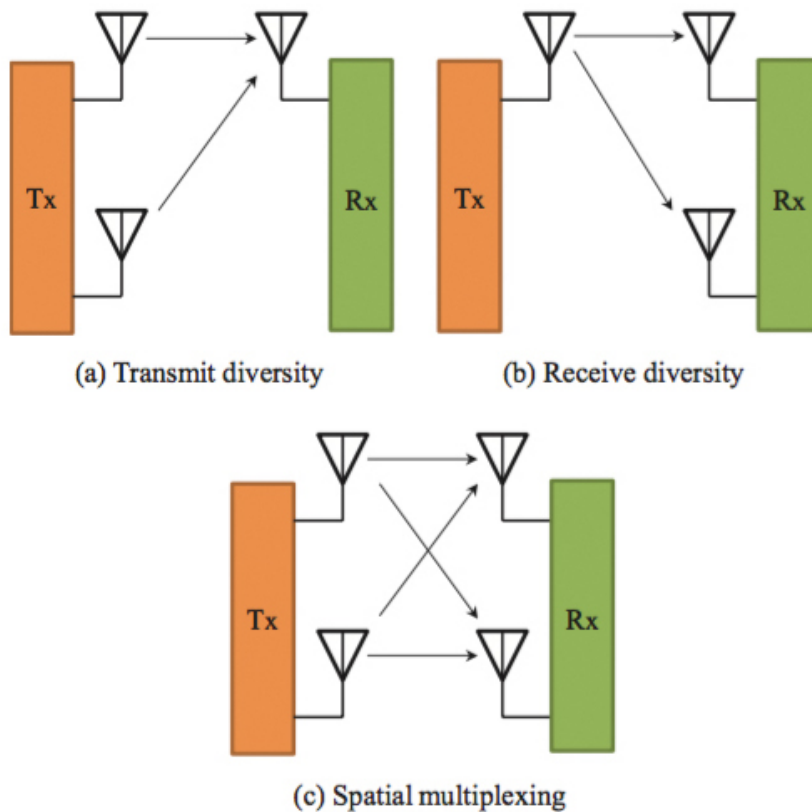 Tx
Rx
Tx
Rx
(a) Transmit diversity
(b) Receive diversity
Tx
Rx
(c) Spatial multiplexing